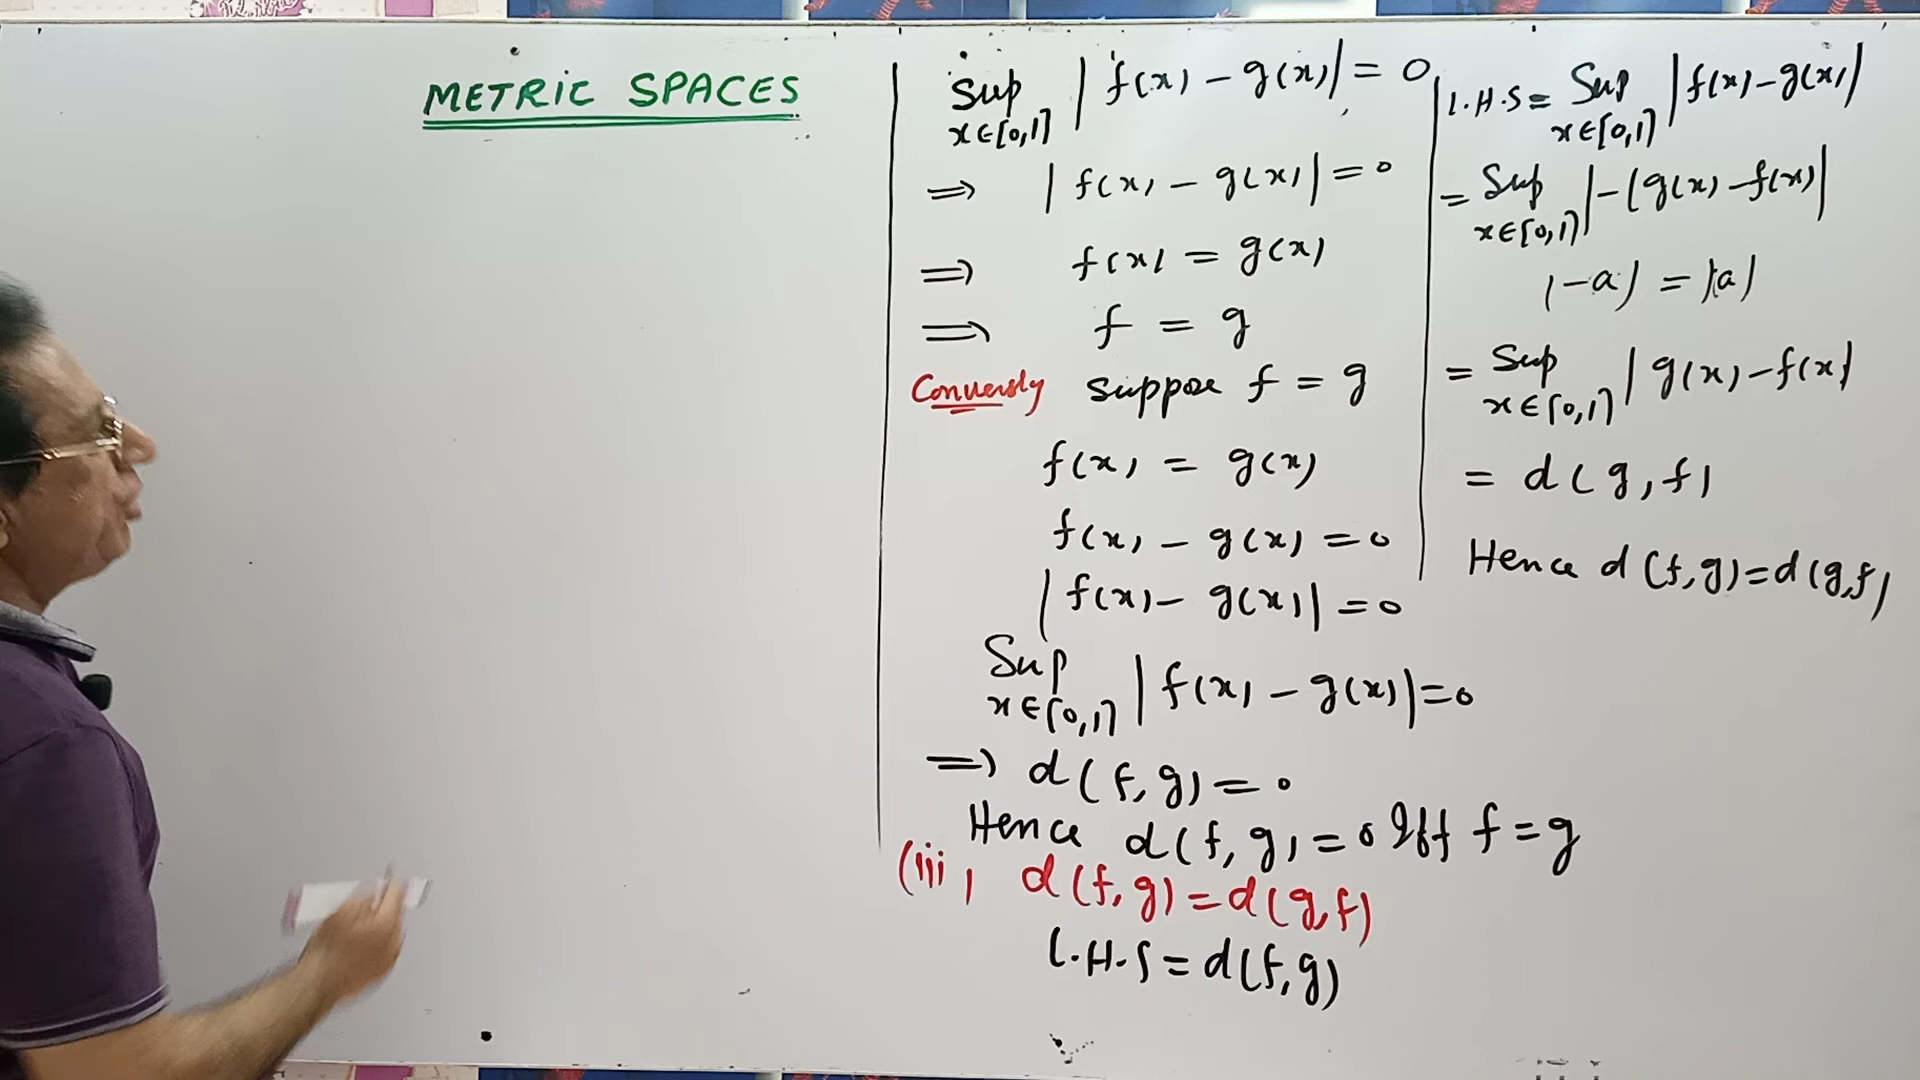 METRIC SPACES
Sup | f(x) - g(x) | = 0
x∈[0,1]
⇒ | f(x) - g(x) | = 0
⇒ f(x) = g(x)
⇒ f = g
Conversly suppose f = g
f(x) = g(x)
f(x) - g(x) = 0
| f(x) - g(x) | = 0
Sup | f(x) - g(x) | = 0
x∈[0,1]
⇒ d(f,g) = 0
Hence d(f,g) = 0 Iff f = g
(iii) d(f,g) = d(g,f)
L.H.S = d(f,g)
L.H.S = Sup | f(x) - g(x) |
x∈[0,1]
= Sup | -(g(x) - f(x) |
x∈[0,1]
|-a| = |a|
= Sup | g(x) - f(x) |
x∈[0,1]
= d(g,f)
Hence d(f,g) = d(g,f)